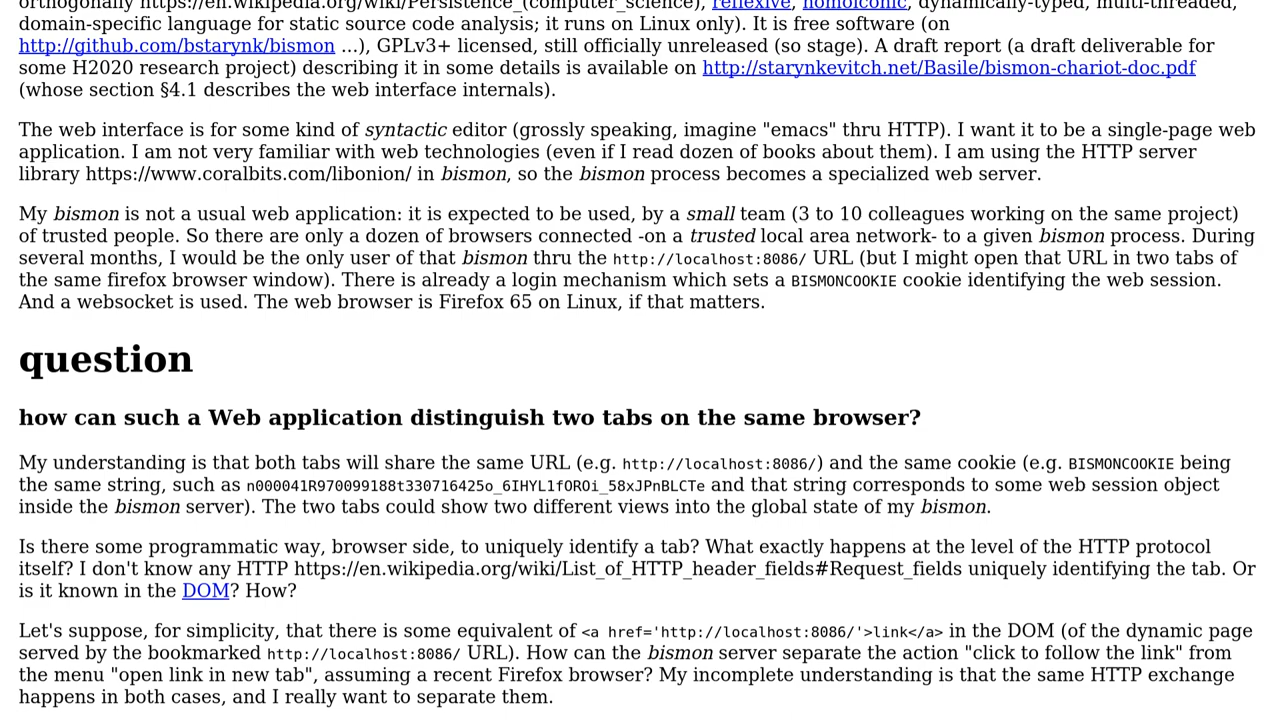 orthogonally https://en.wikipedia.org/wiki/Persistence_(computer_science), reflexive, homoiconic, dynamically-typed, multi-threaded,
domain-specific language for static source code analysis; it runs on Linux only). It is free software (on
http://github.com/bstarynk/bismon ...), GPLv3+ licensed, still officially unreleased (so stage). A draft report (a draft deliverable for
some H2020 research project) describing it in some details is available on http://starynkevitch.net/Basile/bismon-chariot-doc.pdf
(whose section §4.1 describes the web interface internals).
The web interface is for some kind of syntactic editor (grossly speaking, imagine "emacs" thru HTTP). I want it to be a single-page web
application. I am not very familiar with web technologies (even if I read dozen of books about them). I am using the HTTP server
library https://www.coralbits.com/libonion/ in bismon, so the bismon process becomes a specialized web server.
My bismon is not a usual web application: it is expected to be used, by a small team (3 to 10 colleagues working on the same project)
of trusted people. So there are only a dozen of browsers connected -on a trusted local area network- to a given bismon process. During
several months, I would be the only user of that bismon thru the http://localhost:8086/ URL (but I might open that URL in two tabs of
the same firefox browser window). There is already a login mechanism which sets a BISMONCOOKIE cookie identifying the web session.
And a websocket is used. The web browser is Firefox 65 on Linux, if that matters.
question
how can such a Web application distinguish two tabs on the same browser?
My understanding is that both tabs will share the same URL (e.g. http://localhost:8086/) and the same cookie (e.g. BISMONCOOKIE being
the same string, such as n000041R970099188t330716425o_6IHYL1fOROi_58xJPnBLCTe and that string corresponds to some web session object
inside the bismon server). The two tabs could show two different views into the global state of my bismon.
Is there some programmatic way, browser side, to uniquely identify a tab? What exactly happens at the level of the HTTP protocol
itself? I don't know any HTTP https://en.wikipedia.org/wiki/List_of_HTTP_header_fields#Request_fields uniquely identifying the tab. Or
is it known in the DOM? How?
Let's suppose, for simplicity, that there is some equivalent of <a href='http://localhost:8086/'>link</a> in the DOM (of the dynamic page
served by the bookmarked http://localhost:8086/ URL). How can the bismon server separate the action "click to follow the link" from
the menu "open link in new tab", assuming a recent Firefox browser? My incomplete understanding is that the same HTTP exchange
happens in both cases, and I really want to separate them.